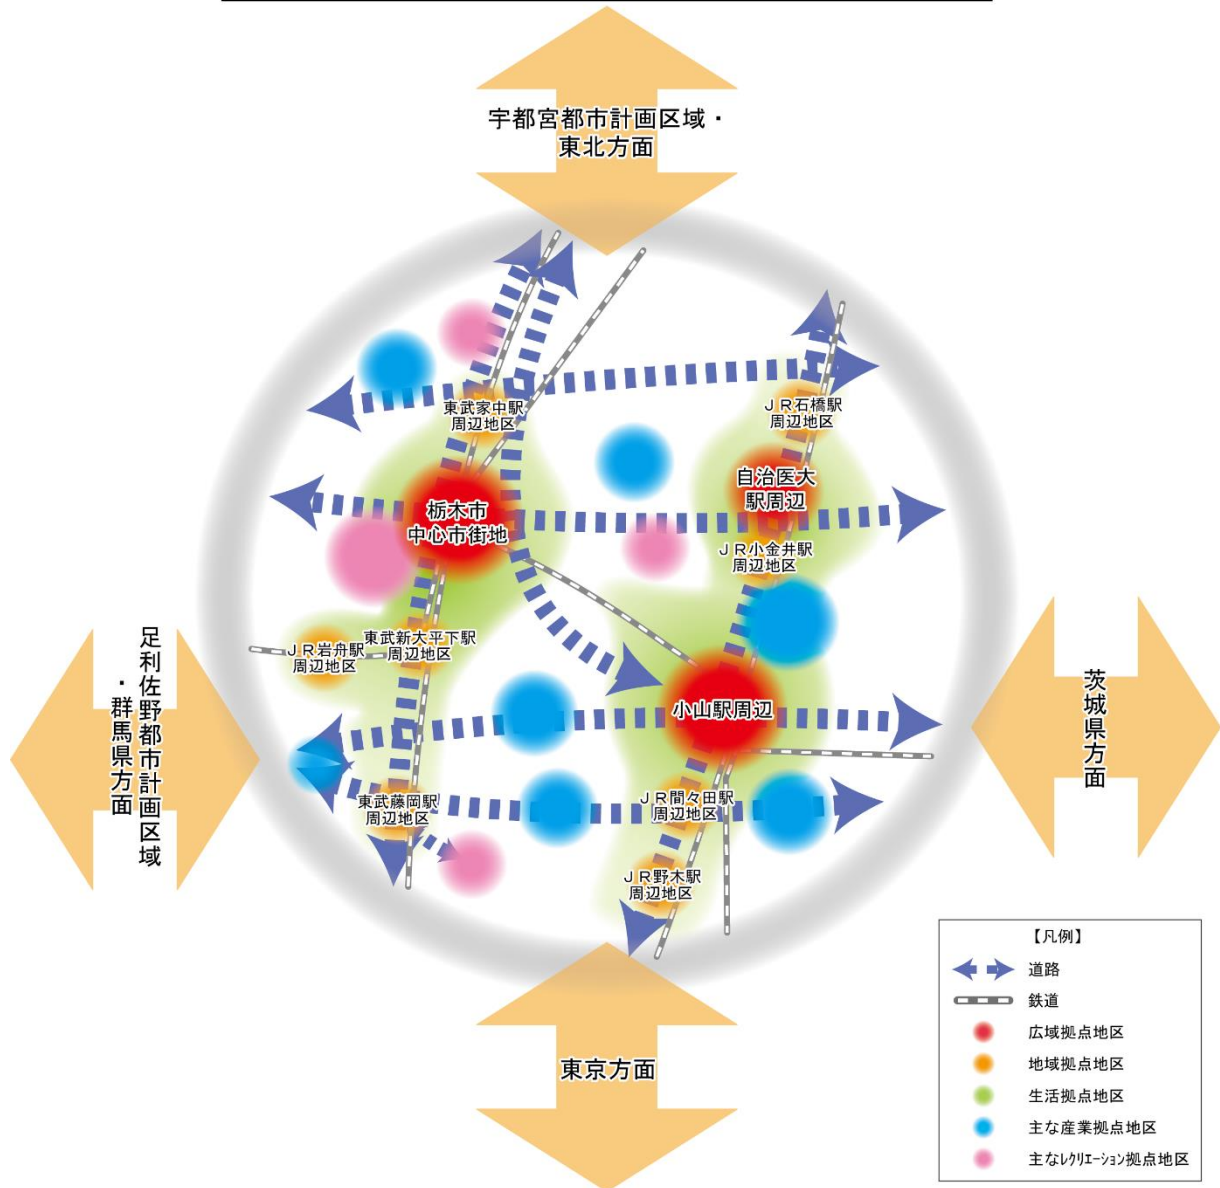 宇都宮都市計画区域・
東北方面
東武家中駅
周辺地区
ＪＲ石橋駅
周辺地区
自治医大
駅周辺
栃木市
中心市街地
ＪＲ小金井駅
周辺地区
東武新大平下駅
周辺地区
ＪＲ岩舟駅
周辺地区
足利佐野都市計画区域
・群馬県方面
小山駅周辺
茨城県方面
東武藤岡駅
周辺地区
ＪＲ間々田駅
周辺地区
ＪＲ野木駅
周辺地区
東京方面
【凡例】
道路
鉄道
広域拠点地区
地域拠点地区
生活拠点地区
主な産業拠点地区
主なﾚｸﾘｴｰｼｮﾝ拠点地区